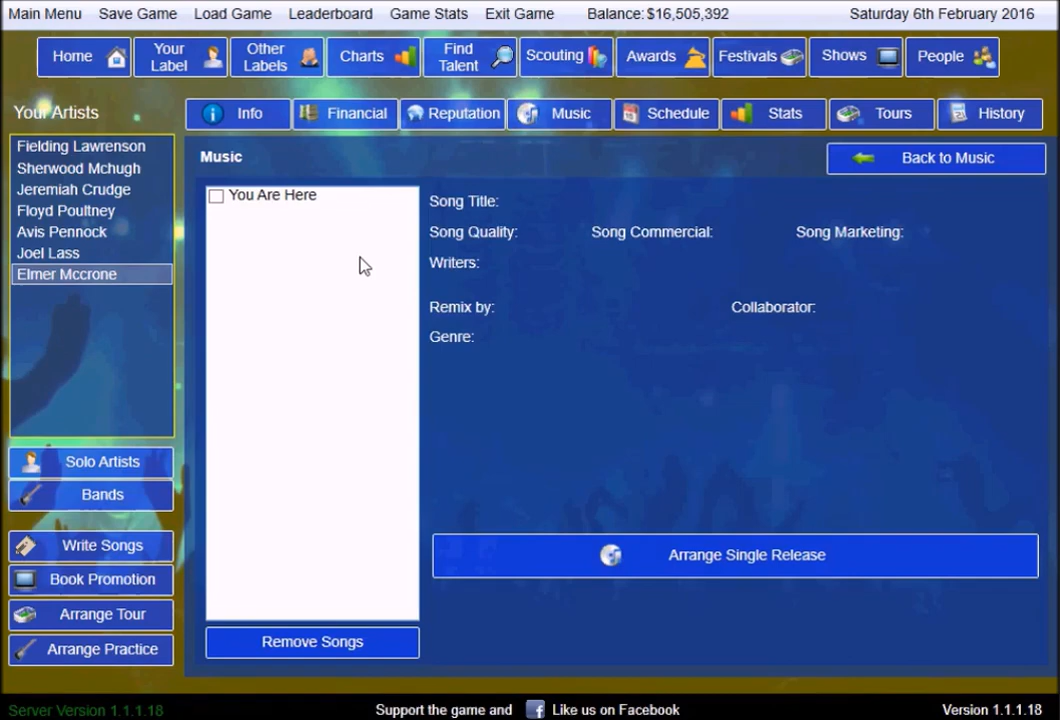 Main Menu Save Game Load Game Leaderboard Game Stats Exit Game Balance: $16,505,392 Saturday 6th February 2016
Home Your Label Other Labels Charts Find Talent Scouting Awards Festivals Shows People
Your Artists
Info Financial Reputation Music Schedule Stats Tours History
Fielding Lawrenson
Sherwood Mchugh
Jeremiah Crudge
Floyd Poultney
Avis Pennock
Joel Lass
Elmer Mccrone
Solo Artists
Bands
Write Songs
Book Promotion
Arrange Tour
Arrange Practice
Music
Back to Music
You Are Here
Remove Songs
Song Title:
Song Quality: Song Commercial: Song Marketing:
Writers:
Remix by: Collaborator:
Genre:
Arrange Single Release
Server Version 1.1.1.18 Support the game and f Like us on Facebook Version 1.1.1.18